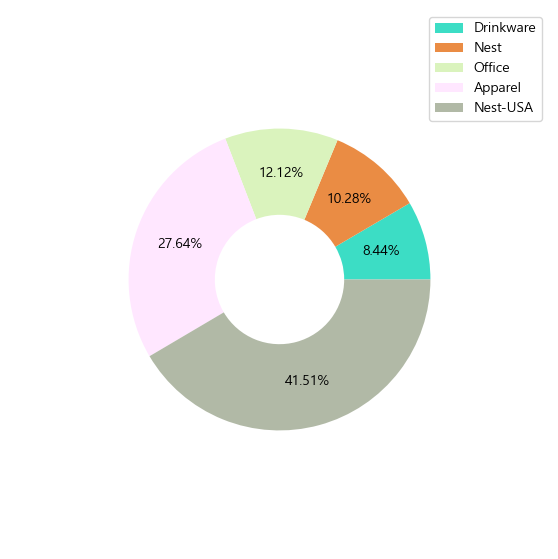 Drinkware
Nest
Office
Apparel
Nest-USA
12.12%
10.28%
27.64%
8.44%
41.51%